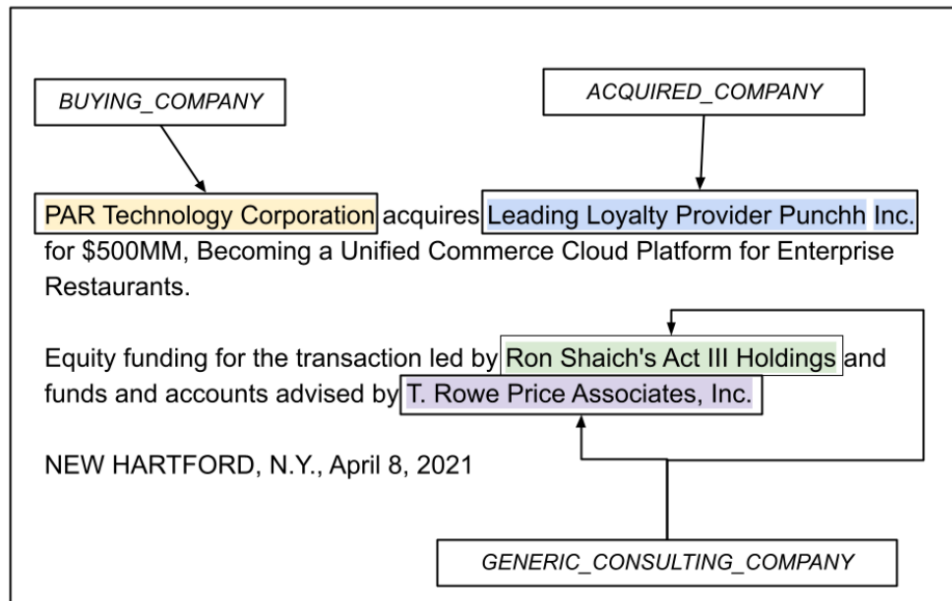 BUYING_COMPANY
ACQUIRED_COMPANY
PAR Technology Corporation acquires Leading Loyalty Provider Punchh Inc.
for $500MM, Becoming a Unified Commerce Cloud Platform for Enterprise
Restaurants.
Equity funding for the transaction led by Ron Shaich's Act III Holdings and
funds and accounts advised by T. Rowe Price Associates, Inc.
NEW HARTFORD, N.Y., April 8, 2021
GENERIC_CONSULTING_COMPANY